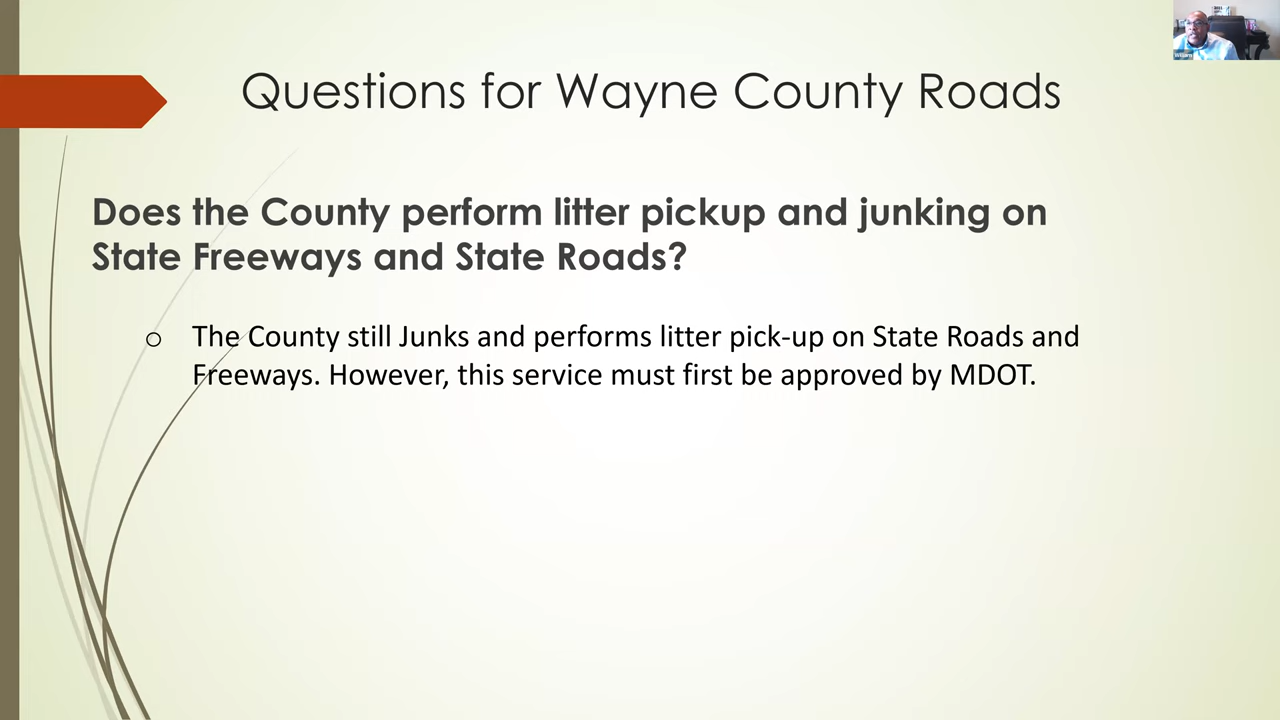 Questions for Wayne County Roads
Does the County perform litter pickup and junking on
State Freeways and State Roads?
o The County still Junks and performs litter pick-up on State Roads and
Freeways. However, this service must first be approved by MDOT.